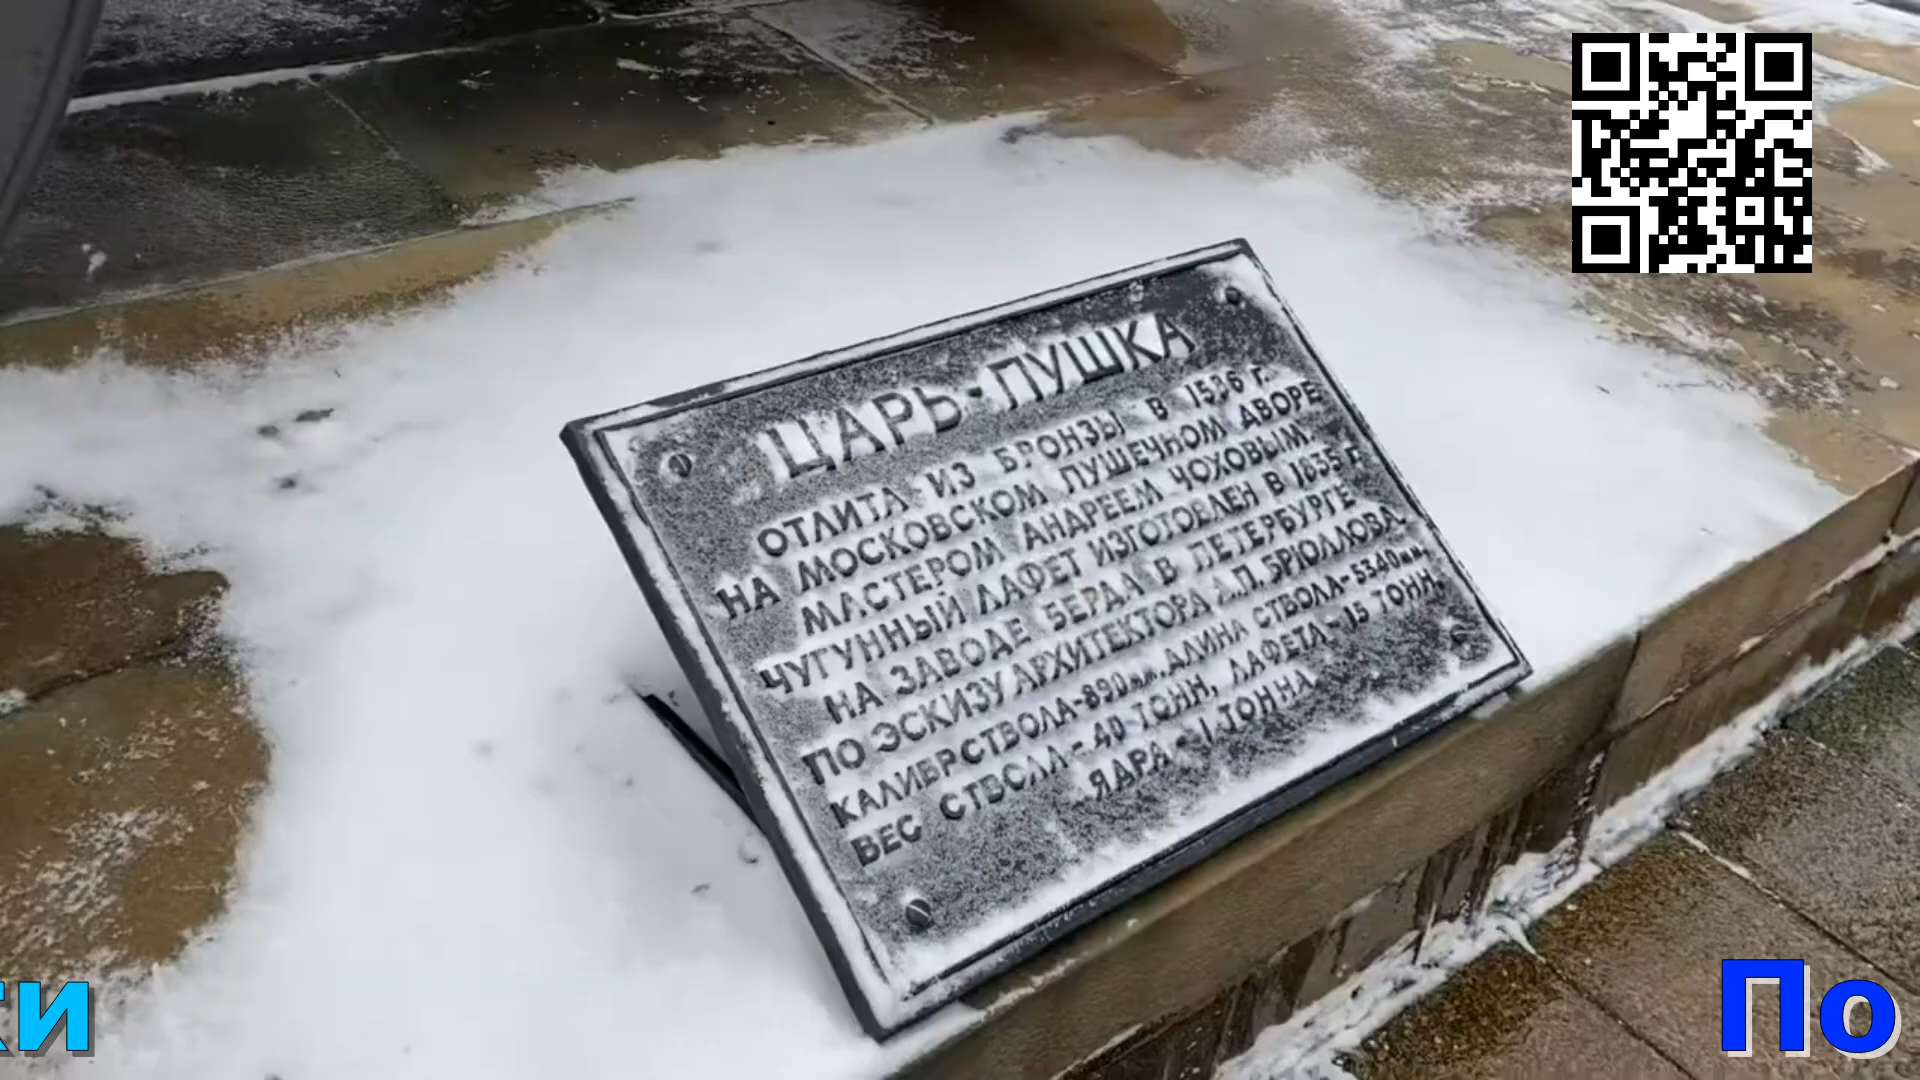 ЦАРЬ-ПУШКА
ОТЛИТА ИЗ БРОНЗЫ В 1586 Г.
НА МОСКОВСКОМ ПУШЕЧНОМ ДВОРЕ
МАСТЕРОМ АНДРЕЕМ ЧОХОВЫМ.
ЧУГУННЫЙ ЛАФЕТ ИЗГОТОВЛЕН В 1835 Г.
НА ЗАВОДЕ БЕРДА В ПЕТЕРБУРГЕ
ПО ЭСКИЗУ АРХИТЕКТОРА А.П. БРЮЛЛОВА.
КАЛИБР СТВОЛА-890мм, ДЛИНА СТВОЛА-5340мм.
ВЕС СТВОЛА-40 ТОНН, ЛАФЕТА-15 ТОНН,
ЯДРА-1 ТОННА
ки
По